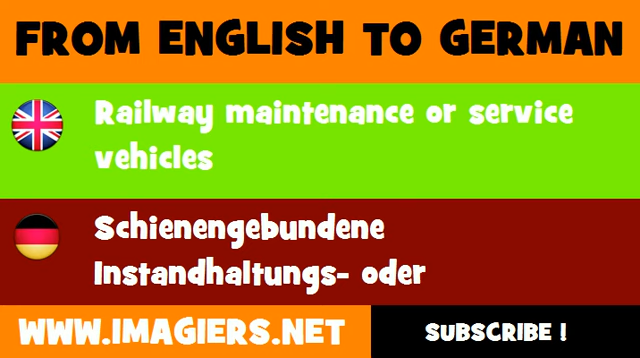 FROM ENGLISH TO GERMAN
Railway maintenance or service
vehicles
Schienengebundene
Instandhaltungs- oder
WWW.IMAGIERS.NET
SUBSCRIBE !